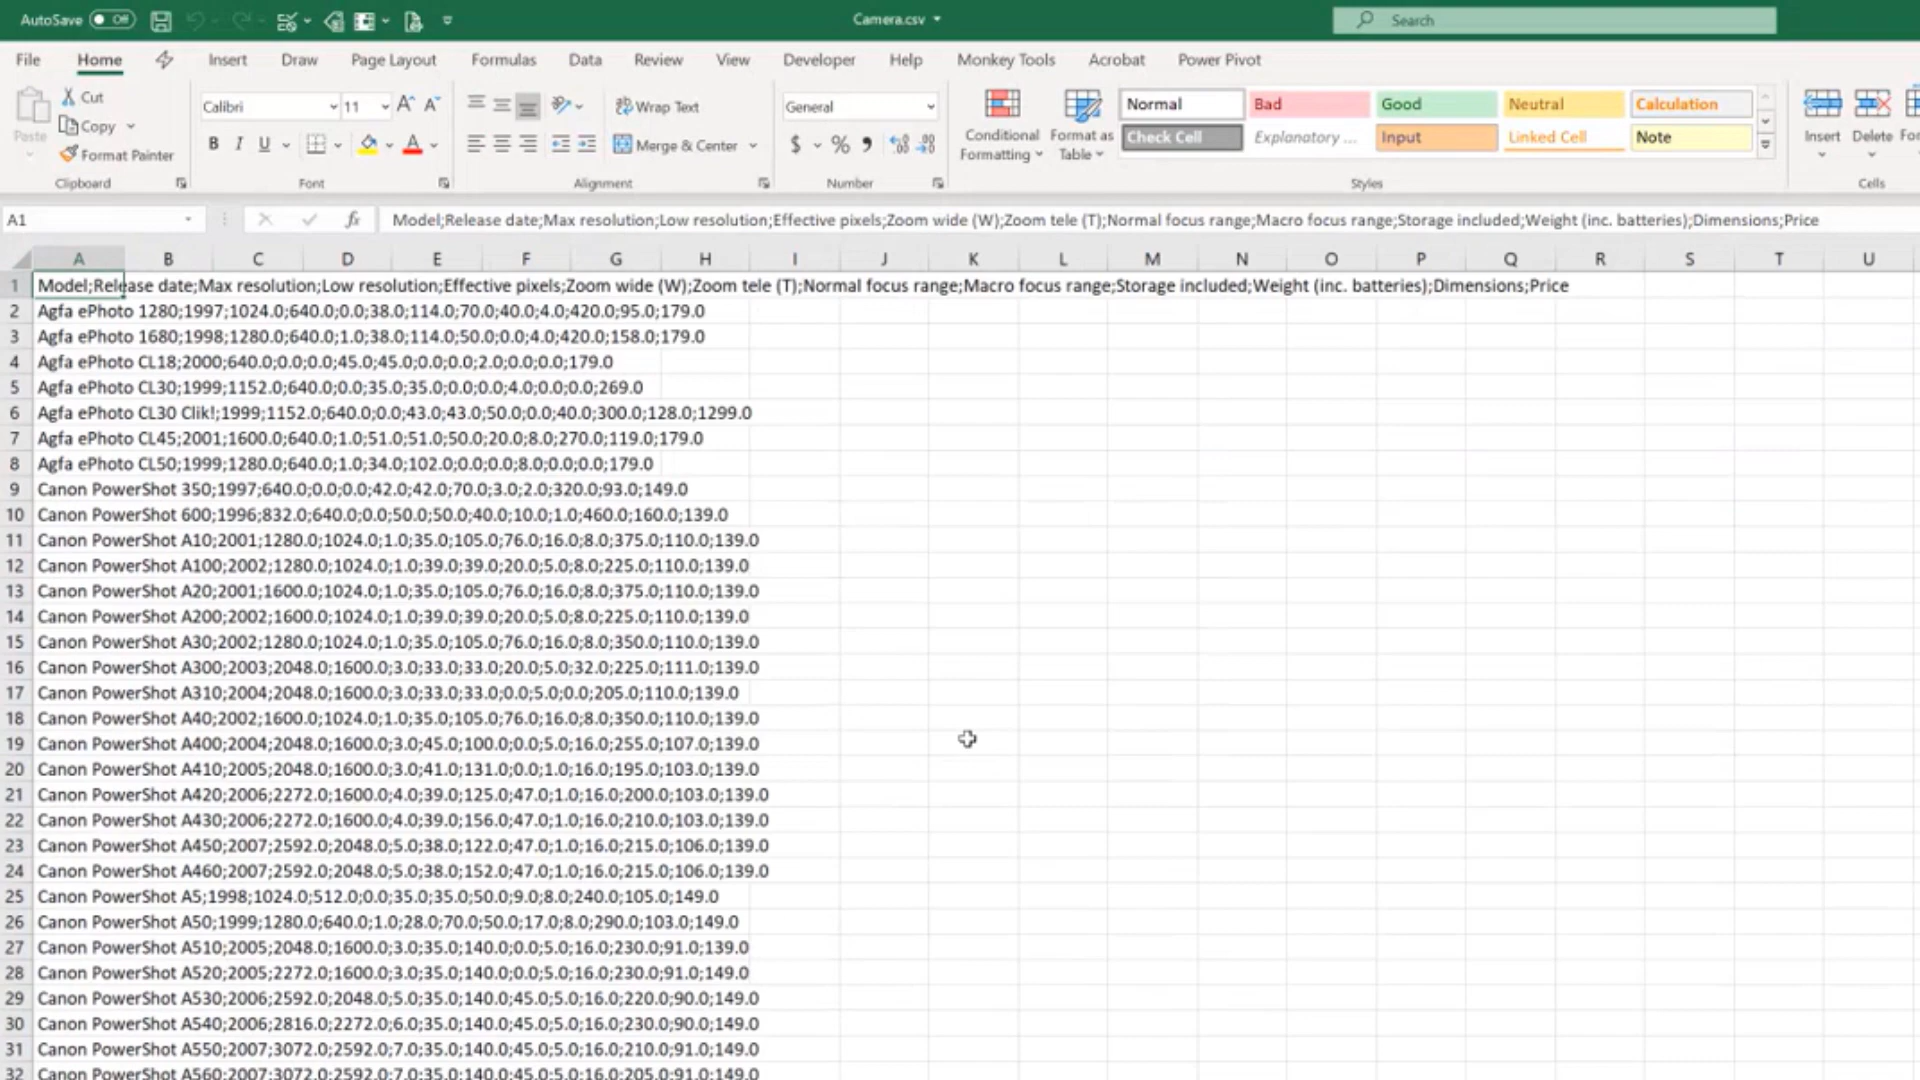 AutoSave Off Camera.csv Search
File Home Insert Draw Page Layout Formulas Data Review View Developer Help Monkey Tools Acrobat Power Pivot
Paste Cut Copy Format Painter
Calibri 11
B I U
Wrap Text
Merge & Center
General
$ %
Conditional Formatting Format as Table
Normal Bad Good Neutral Calculation
Check Cell Explanatory ... Input Linked Cell Note
Insert Delete
Clipboard Font Alignment Number Styles Cells
A1 fx Model;Release date;Max resolution;Low resolution;Effective pixels;Zoom wide (W);Zoom tele (T);Normal focus range;Macro focus range;Storage included;Weight (inc. batteries);Dimensions;Price
A B C D E F G H I J K L M N O P Q R S T U
1 Model;Release date;Max resolution;Low resolution;Effective pixels;Zoom wide (W);Zoom tele (T);Normal focus range;Macro focus range;Storage included;Weight (inc. batteries);Dimensions;Price
2 Agfa ePhoto 1280;1997;1024.0;640.0;0.0;38.0;114.0;70.0;40.0;4.0;420.0;95.0;179.0
3 Agfa ePhoto 1680;1998;1280.0;640.0;1.0;38.0;114.0;50.0;0.0;4.0;420.0;158.0;179.0
4 Agfa ePhoto CL18;2000;640.0;0.0;0.0;45.0;45.0;0.0;0.0;2.0;0.0;0.0;179.0
5 Agfa ePhoto CL30;1999;1152.0;640.0;0.0;35.0;35.0;0.0;0.0;4.0;0.0;0.0;269.0
6 Agfa ePhoto CL30 Clik!;1999;1152.0;640.0;0.0;43.0;43.0;50.0;0.0;40.0;300.0;128.0;1299.0
7 Agfa ePhoto CL45;2001;1600.0;640.0;1.0;51.0;51.0;50.0;20.0;8.0;270.0;119.0;179.0
8 Agfa ePhoto CL50;1999;1280.0;640.0;1.0;34.0;102.0;0.0;0.0;8.0;0.0;0.0;179.0
9 Canon PowerShot 350;1997;640.0;0.0;0.0;42.0;42.0;70.0;3.0;2.0;320.0;93.0;149.0
10 Canon PowerShot 600;1996;832.0;640.0;0.0;50.0;50.0;40.0;10.0;1.0;460.0;160.0;139.0
11 Canon PowerShot A10;2001;1280.0;1024.0;1.0;35.0;105.0;76.0;16.0;8.0;375.0;110.0;139.0
12 Canon PowerShot A100;2002;1280.0;1024.0;1.0;39.0;39.0;20.0;5.0;8.0;225.0;110.0;139.0
13 Canon PowerShot A20;2001;1600.0;1024.0;1.0;35.0;105.0;76.0;16.0;8.0;375.0;110.0;139.0
14 Canon PowerShot A200;2002;1600.0;1024.0;1.0;39.0;39.0;20.0;5.0;8.0;225.0;110.0;139.0
15 Canon PowerShot A30;2002;1280.0;1024.0;1.0;35.0;105.0;76.0;16.0;8.0;350.0;110.0;139.0
16 Canon PowerShot A300;2003;2048.0;1600.0;3.0;33.0;33.0;20.0;5.0;32.0;225.0;111.0;139.0
17 Canon PowerShot A310;2004;2048.0;1600.0;3.0;33.0;33.0;0.0;5.0;0.0;205.0;110.0;139.0
18 Canon PowerShot A40;2002;1600.0;1024.0;1.0;35.0;105.0;76.0;16.0;8.0;350.0;110.0;139.0
19 Canon PowerShot A400;2004;2048.0;1600.0;3.0;45.0;100.0;0.0;5.0;16.0;255.0;107.0;139.0
20 Canon PowerShot A410;2005;2048.0;1600.0;3.0;41.0;131.0;0.0;1.0;16.0;195.0;103.0;139.0
21 Canon PowerShot A420;2006;2272.0;1600.0;4.0;39.0;125.0;47.0;1.0;16.0;200.0;103.0;139.0
22 Canon PowerShot A430;2006;2272.0;1600.0;4.0;39.0;156.0;47.0;1.0;16.0;210.0;103.0;139.0
23 Canon PowerShot A450;2007;2592.0;2048.0;5.0;38.0;122.0;47.0;1.0;16.0;215.0;106.0;139.0
24 Canon PowerShot A460;2007;2592.0;2048.0;5.0;38.0;152.0;47.0;1.0;16.0;215.0;106.0;139.0
25 Canon PowerShot A5;1998;1024.0;512.0;0.0;35.0;35.0;50.0;9.0;8.0;240.0;105.0;149.0
26 Canon PowerShot A50;1999;1280.0;640.0;1.0;28.0;70.0;50.0;17.0;8.0;290.0;103.0;149.0
27 Canon PowerShot A510;2005;2048.0;1600.0;3.0;35.0;140.0;0.0;5.0;16.0;230.0;91.0;139.0
28 Canon PowerShot A520;2005;2272.0;1600.0;3.0;35.0;140.0;0.0;5.0;16.0;230.0;91.0;149.0
29 Canon PowerShot A530;2006;2592.0;2048.0;5.0;35.0;140.0;45.0;5.0;16.0;220.0;90.0;149.0
30 Canon PowerShot A540;2006;2816.0;2272.0;6.0;35.0;140.0;45.0;5.0;16.0;230.0;90.0;149.0
31 Canon PowerShot A550;2007;3072.0;2592.0;7.0;35.0;140.0;45.0;5.0;16.0;210.0;91.0;149.0
32 Canon PowerShot A560;2007;3072.0;2592.0;7.0;35.0;140.0;45.0;5.0;16.0;205.0;91.0;149.0